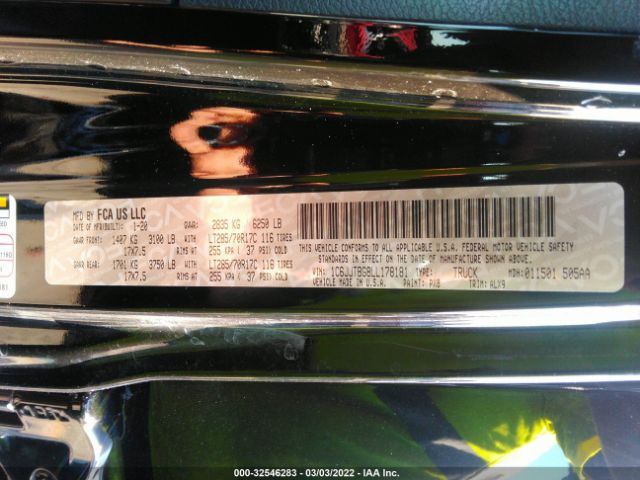 MFD BY FCA US LLC
DATE OF MFR/BUILT: 1-20 GVWR: 2835 KG 6250 LB
GAWR FRONT: 1407 KG 3100 LB LT285/70R17C 116 TIRES
17X7.5 RIMS AT 255 KPA ( 37 PSI) COLD
GAWR REAR: 1701 KG 3750 LB LT285/70R17C 116 TIRES
17X7.5 RIMS AT 255 KPA ( 37 PSI) COLD
THIS VEHICLE CONFORMS TO ALL APPLICABLE U.S.A. FEDERAL MOTOR VEHICLE SAFETY
STANDARDS IN EFFECT ON THE DATE OF MANUFACTURE SHOWN ABOVE.
VIN: 1C6JJTBG8LL178181 TYPE: TRUCK MDH: 011501 505AA
VEHICLE MADE IN U.S.A. PAINT: PX8 TRIM: ALX9
000-32546283 - 03/03/2022 - IAA Inc.